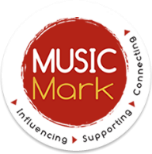 MUSIC
Mark
Influencing ▸ Supporting ▸ Connecting